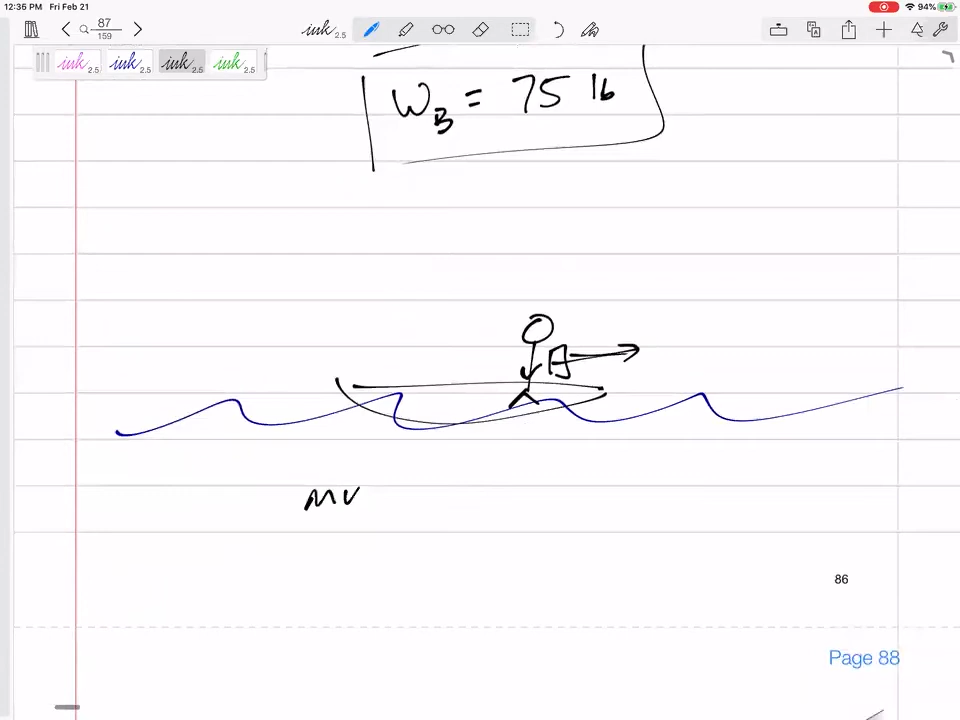 12:36 PM Fri Feb 21
94%
87
159
ink 2.5
ink 2.5 ink 2.5 ink 2.5 ink 2.5
W_B = 75 lb
mv
86
Page 88